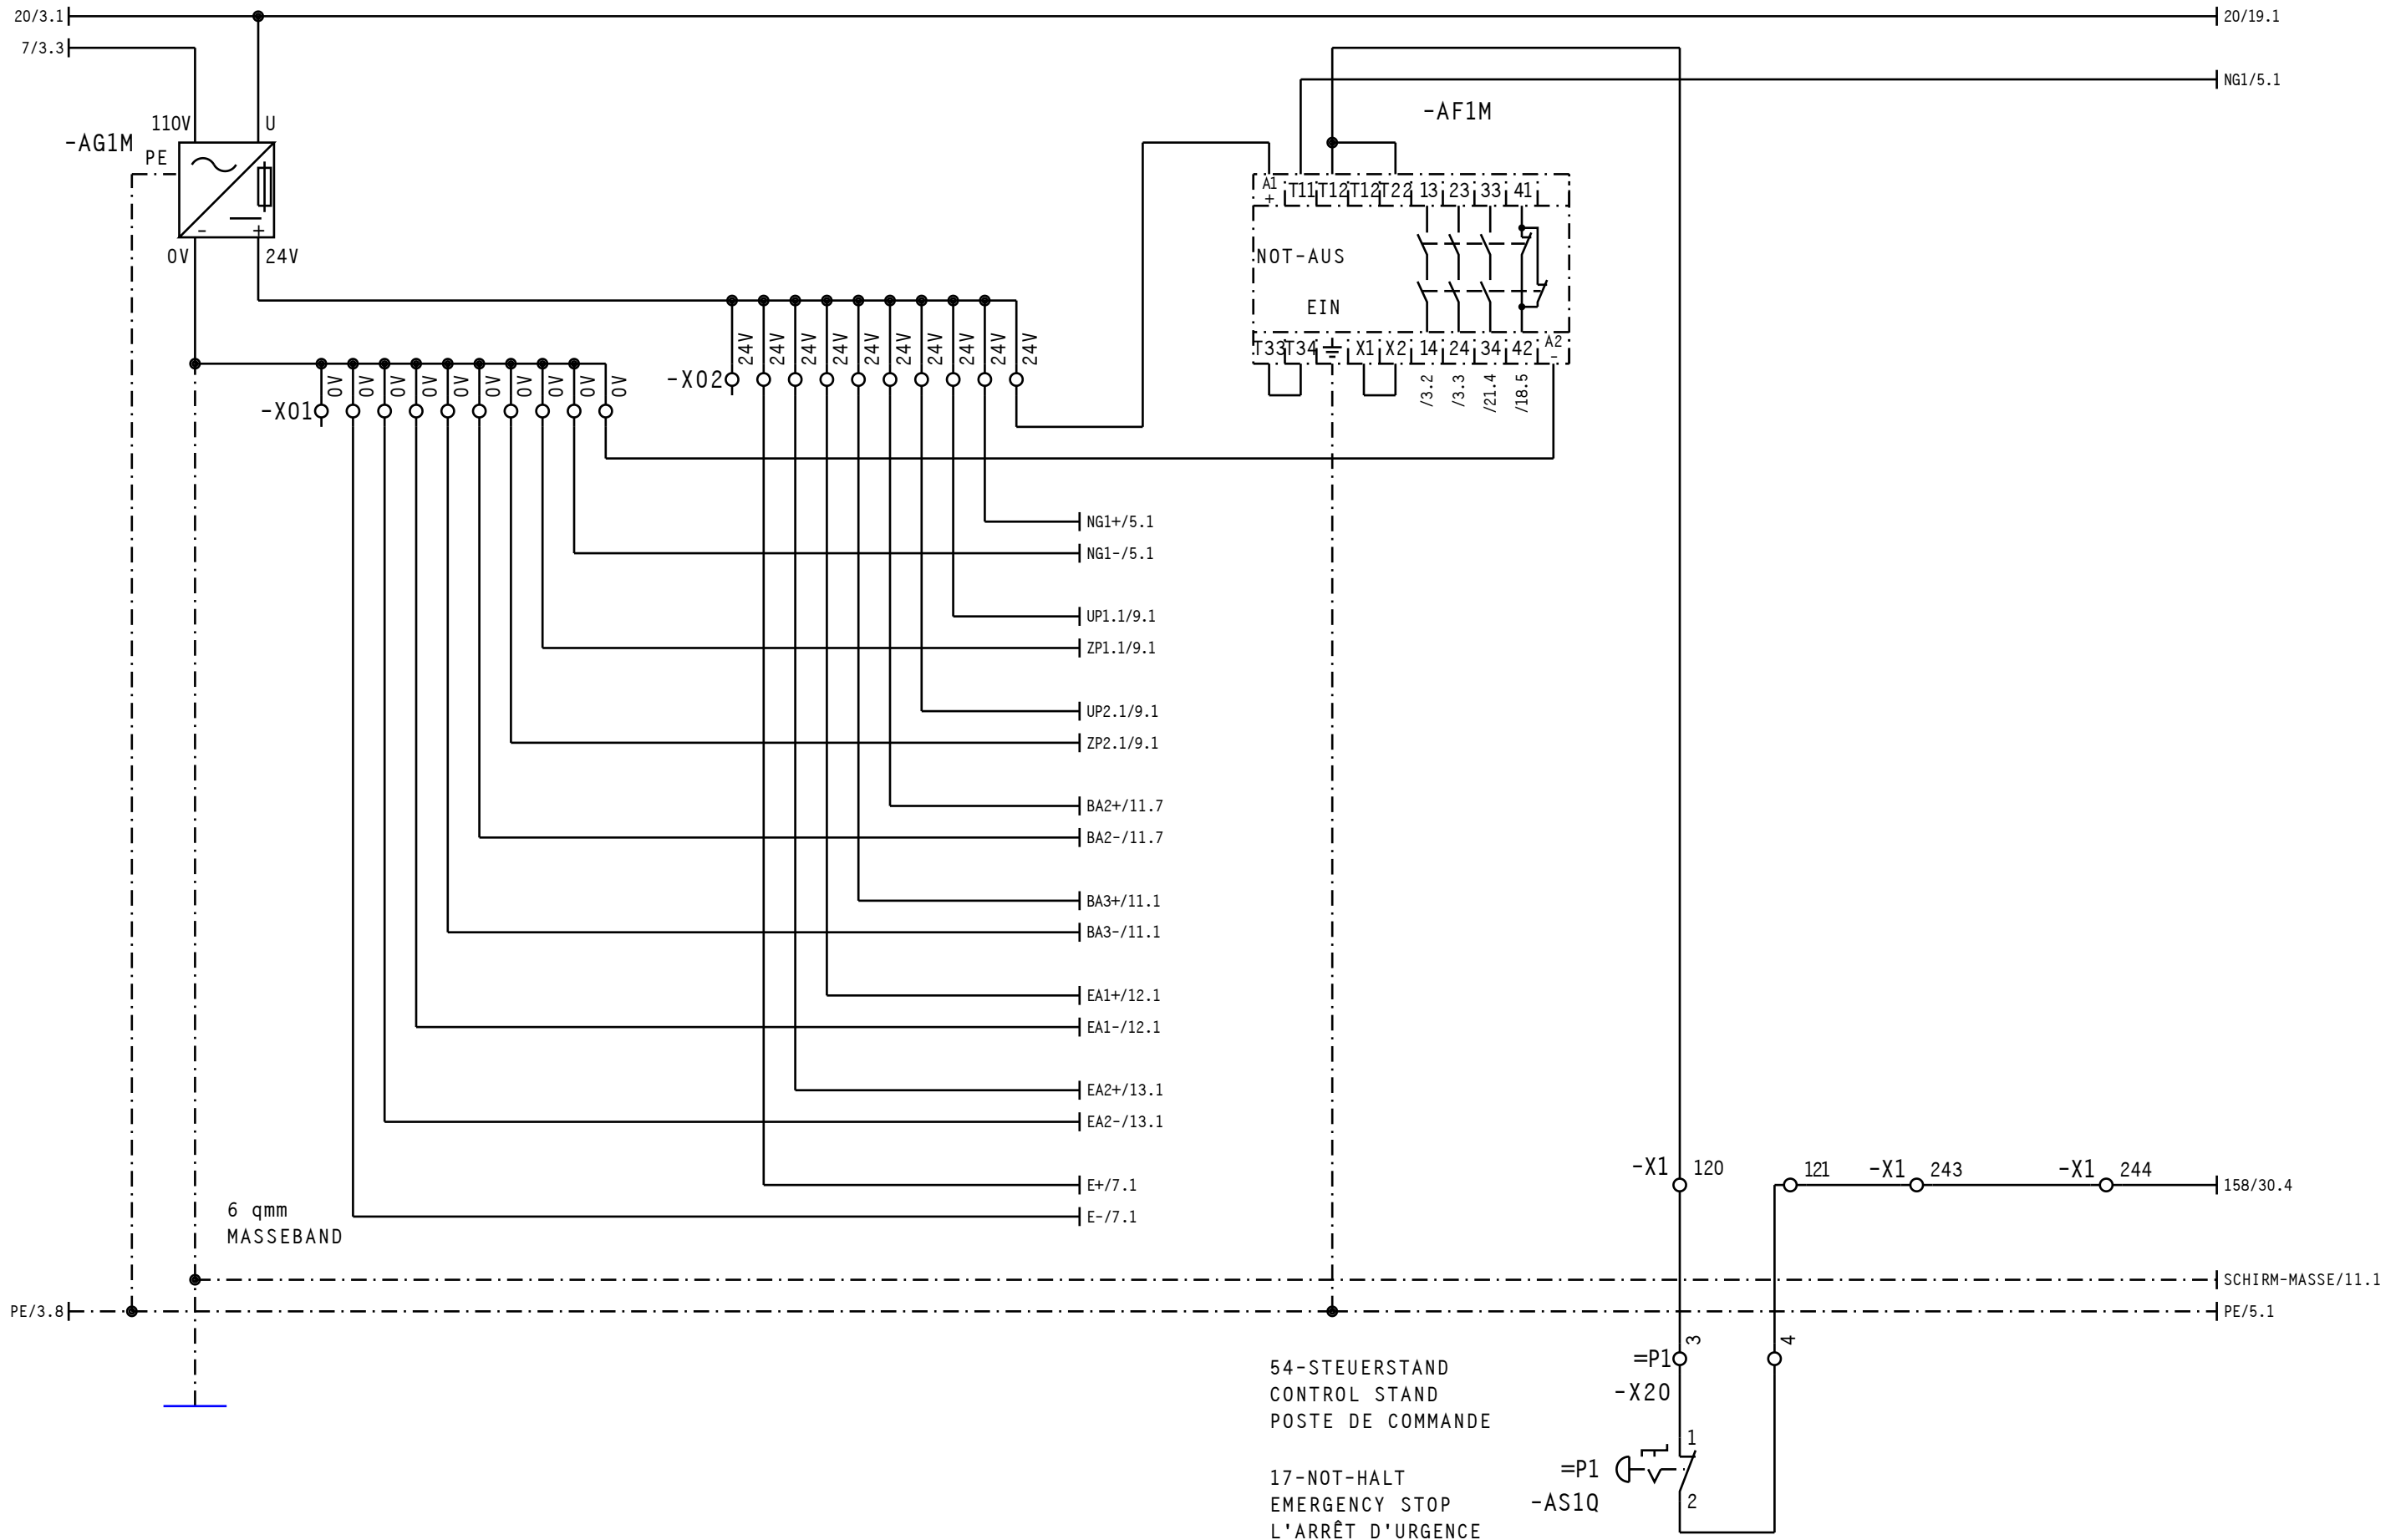 20/3.1
20/19.1
7/3.3
NG1/5.1
-AF1M
110V
U
-AG1M
PE
-
+
0V
24V
A1
+
T11
T12
T12
T22
13
23
33
41
NOT-AUS
EIN
T33
T34
X1
X2
14
24
34
42
A2
-
/3.2
/3.3
/21.4
/18.5
-X02
24V
24V
24V
24V
24V
24V
24V
24V
24V
24V
-X01
0V
0V
0V
0V
0V
0V
0V
0V
0V
0V
NG1+/5.1
NG1-/5.1
UP1.1/9.1
ZP1.1/9.1
UP2.1/9.1
ZP2.1/9.1
BA2+/11.7
BA2-/11.7
BA3+/11.1
BA3-/11.1
EA1+/12.1
EA1-/12.1
EA2+/13.1
EA2-/13.1
E+/7.1
E-/7.1
-X1
120
121
-X1
243
-X1
244
158/30.4
6 qmm
MASSEBAND
SCHIRM-MASSE/11.1
PE/3.8
PE/5.1
3
4
=P1
-X20
54-STEUERSTAND
CONTROL STAND
POSTE DE COMMANDE
1
=P1
-AS1Q
2
17-NOT-HALT
EMERGENCY STOP
L'ARRÊT D'URGENCE